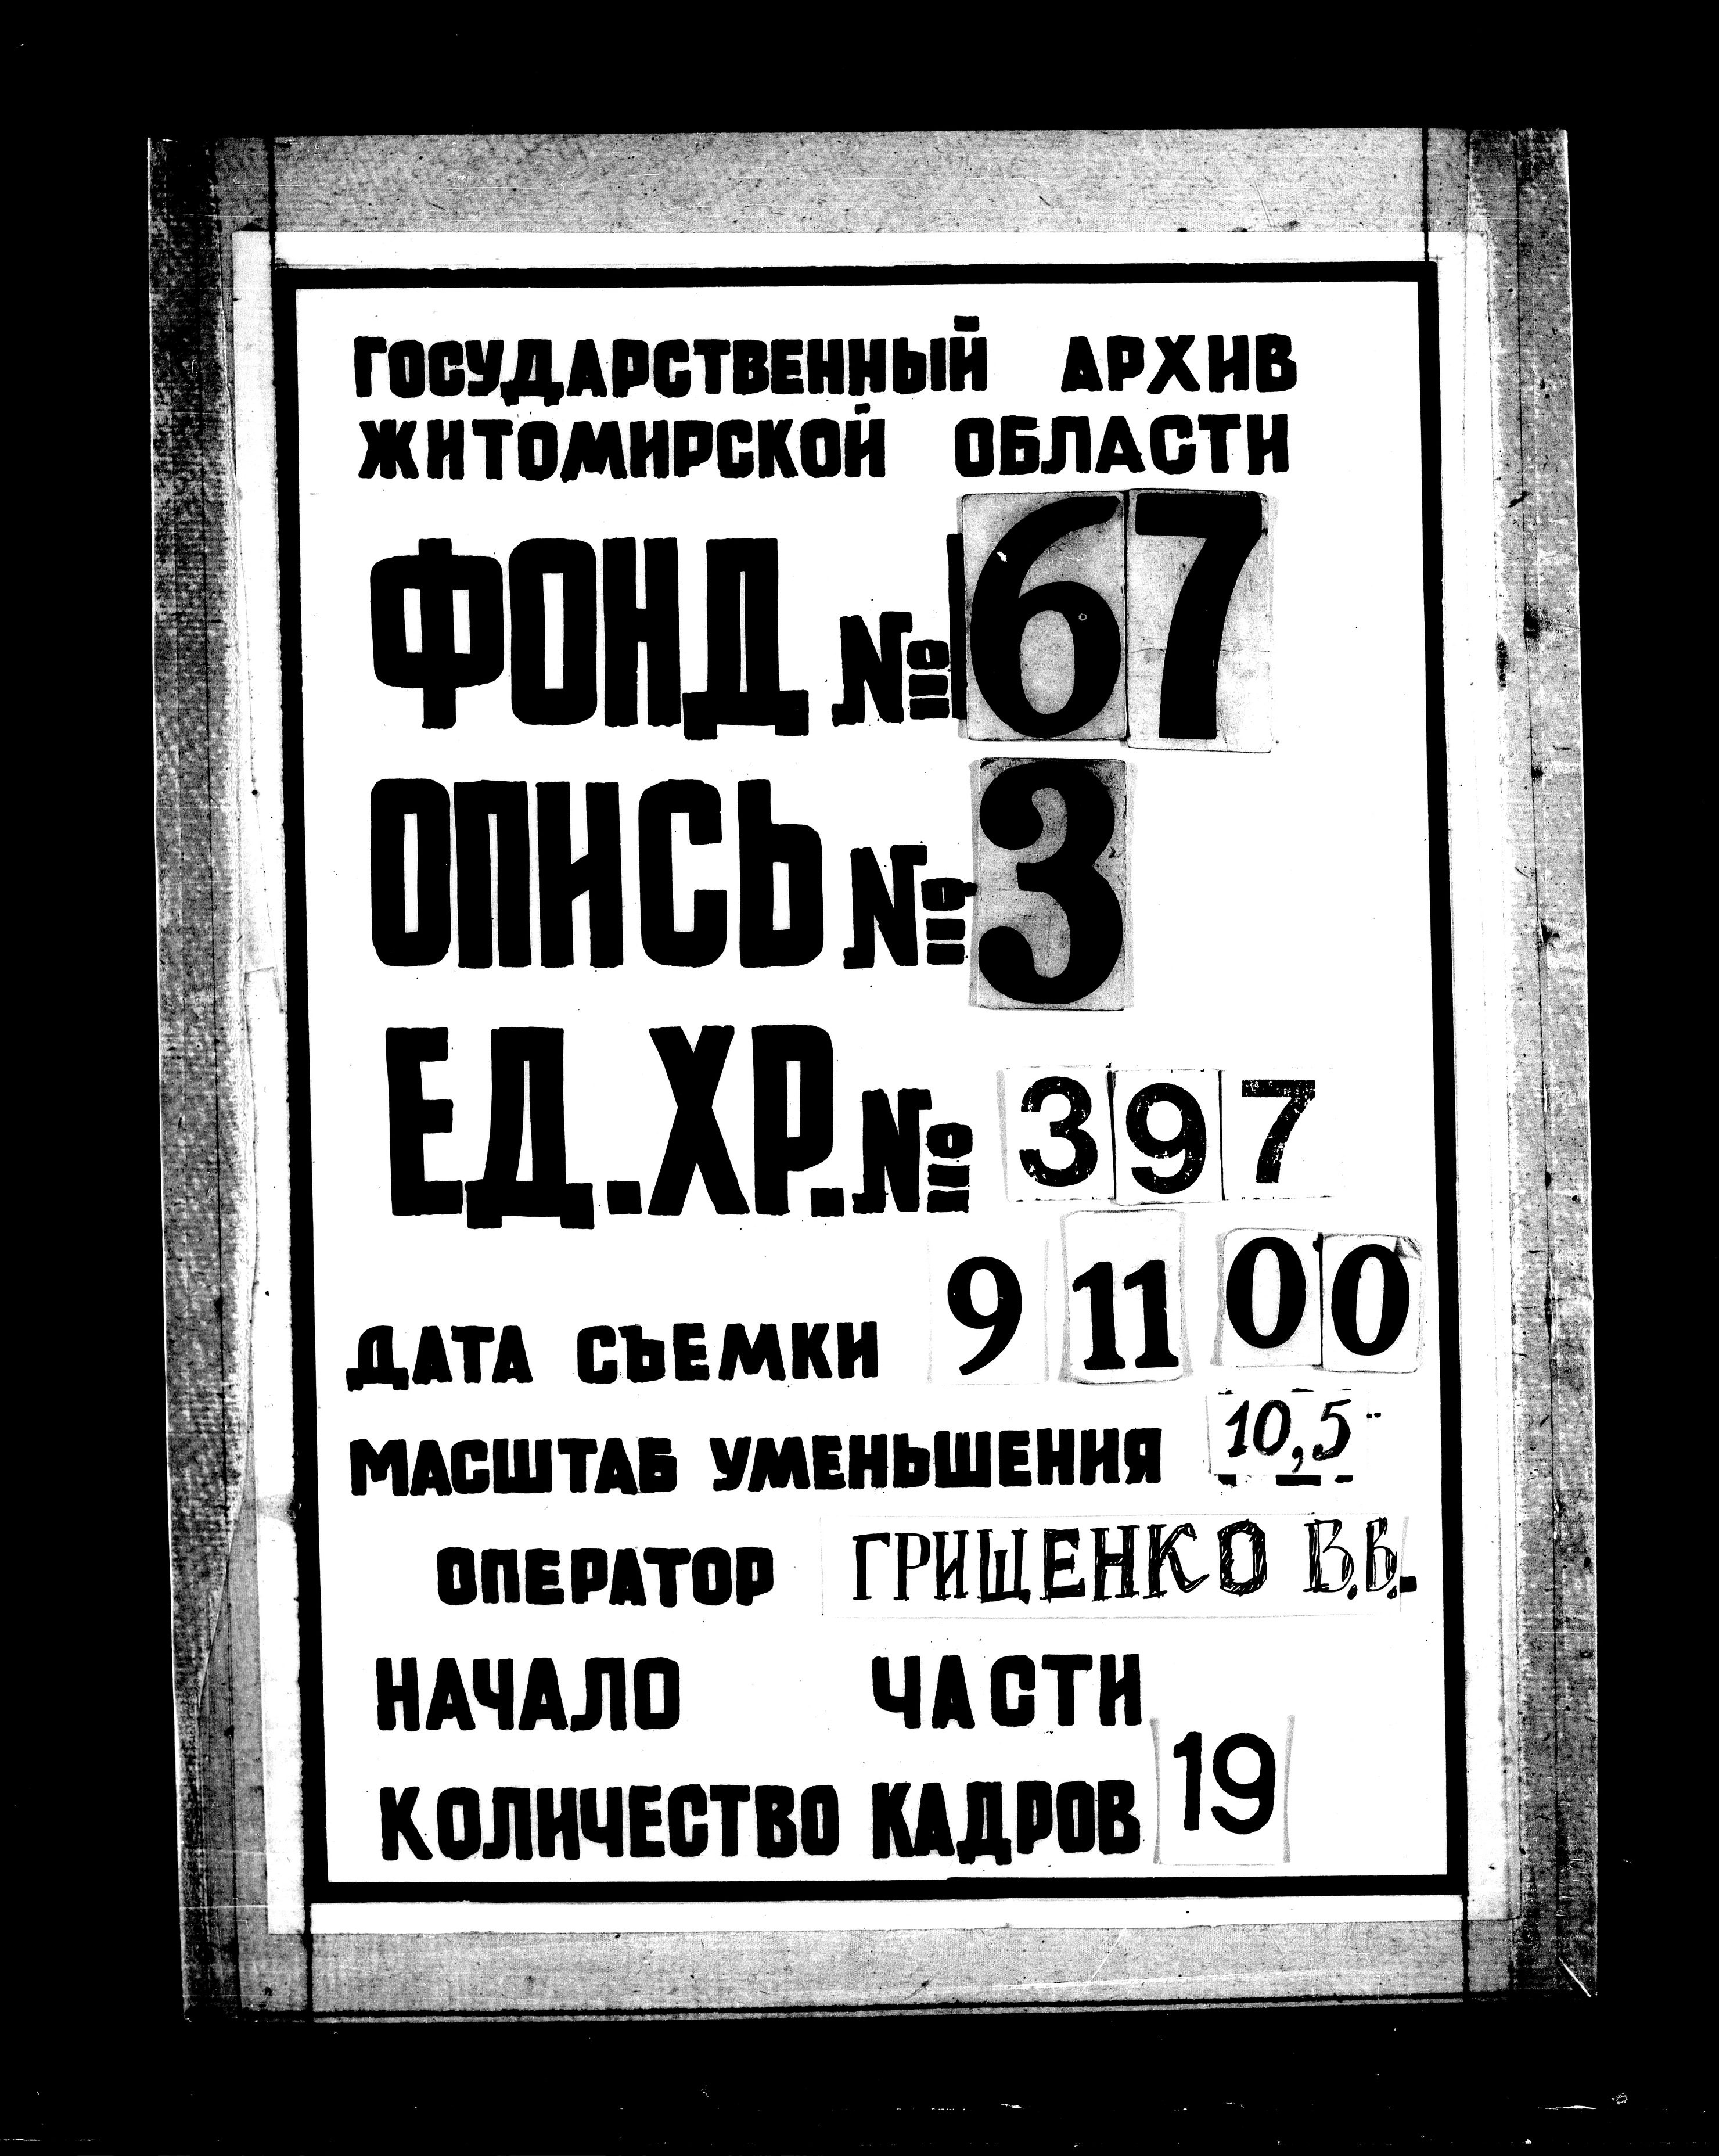 ГОСУДАРСТВЕННЫЙ АРХИВ
ЖИТОМИРСКОЙ ОБЛАСТИ
ФОНД № 67
ОПИСЬ № 3
ЕД.ХР. № 397
ДАТА СЪЕМКИ 9 11 00
МАСШТАБ УМЕНЬШЕНИЯ 10,5
ОПЕРАТОР ГРИЩЕНКО В.В.
НАЧАЛО ЧАСТИ
КОЛИЧЕСТВО КАДРОВ 19